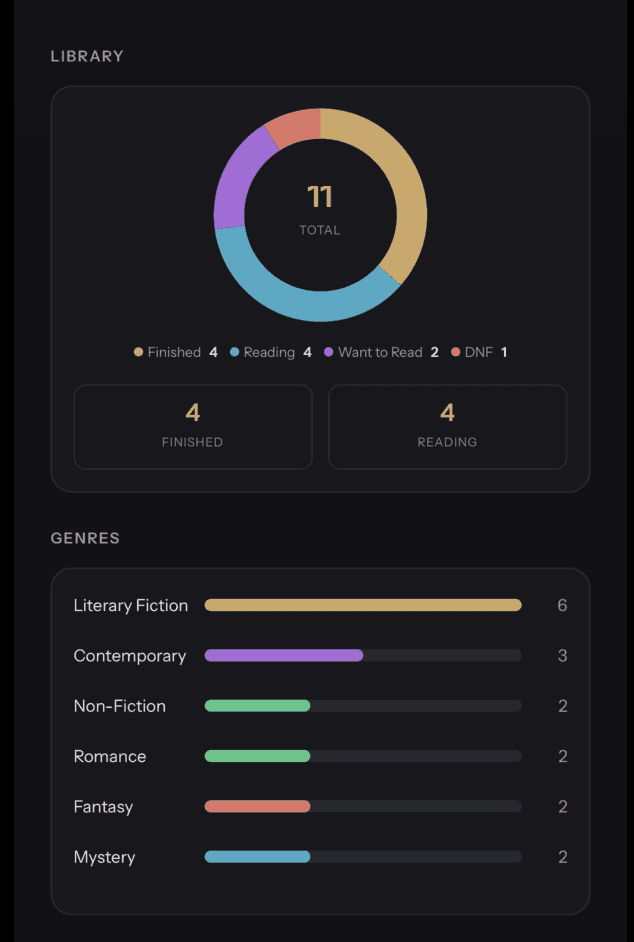 LIBRARY
11
TOTAL
Finished 4 Reading 4 Want to Read 2 DNF 1
4
FINISHED
4
READING
GENRES
Literary Fiction 6
Contemporary 3
Non-Fiction 2
Romance 2
Fantasy 2
Mystery 2